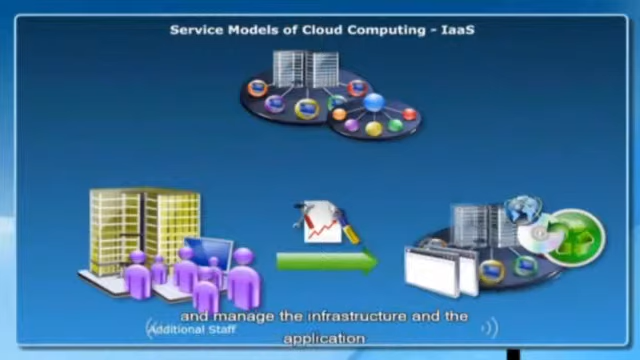 Service Models of Cloud Computing - IaaS
and manage the infrastructure and the
Additional Staff
application